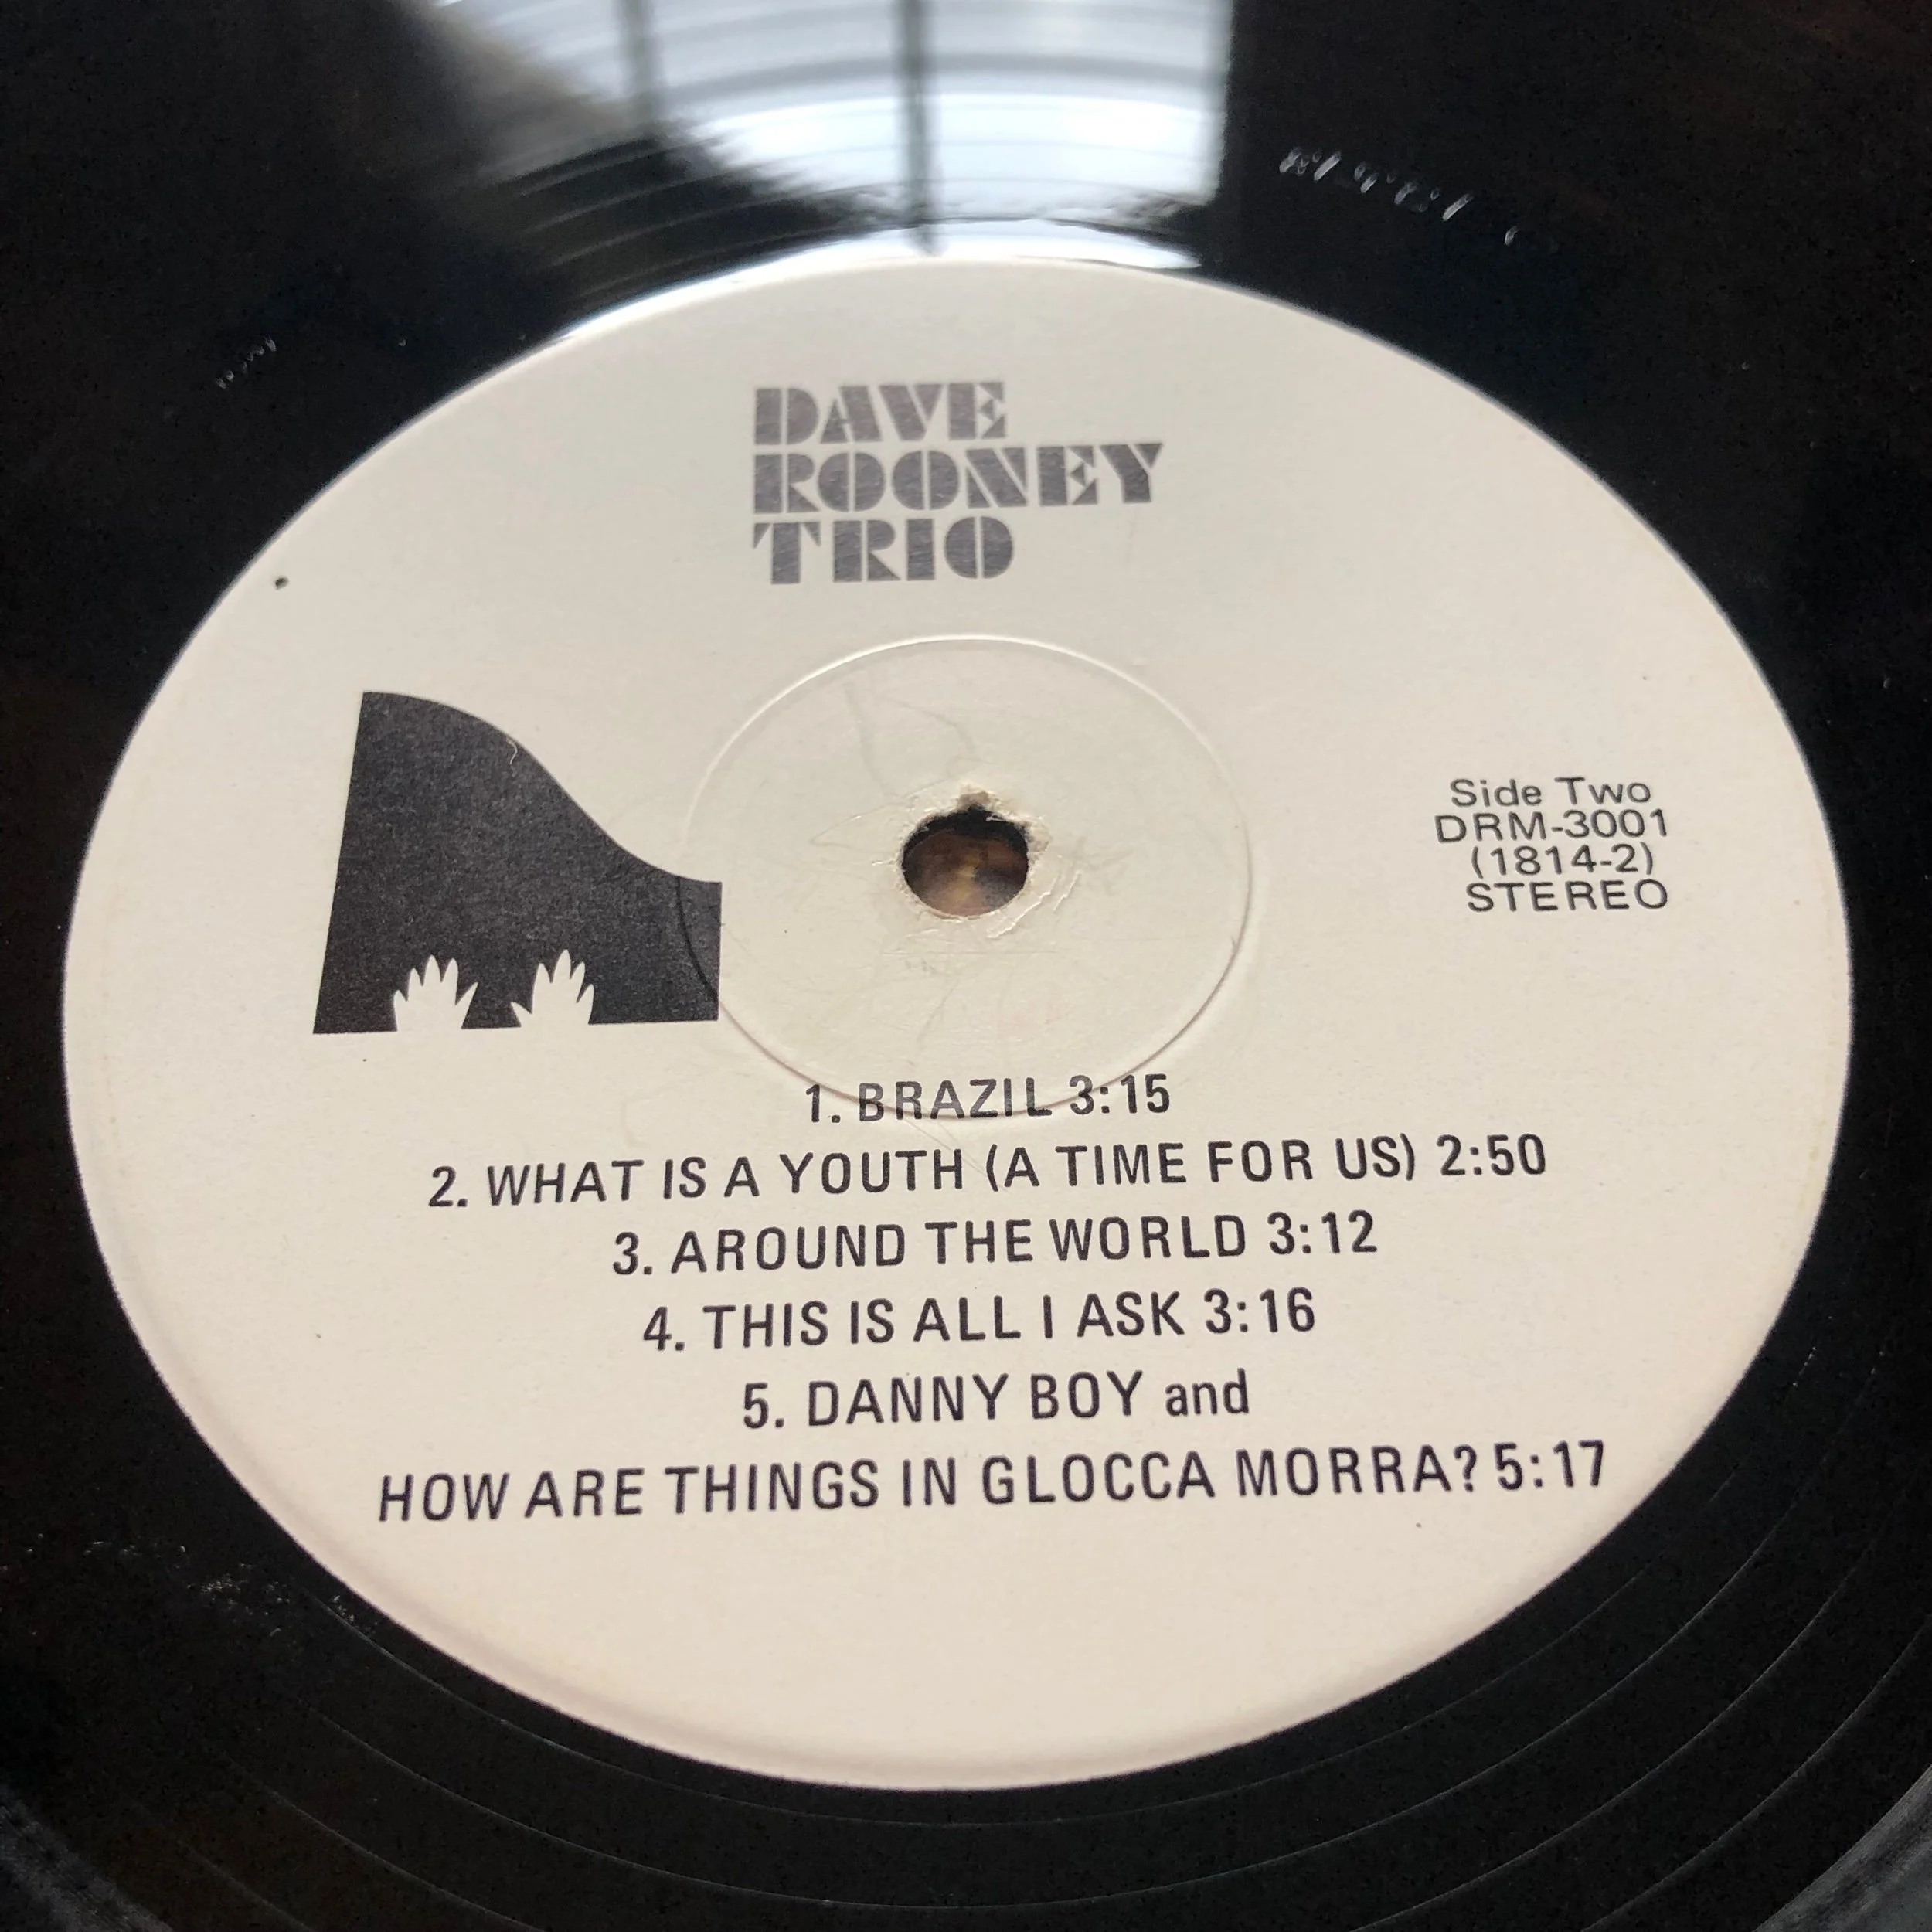 DAVE
ROONEY
TRIO
Side Two
DRM-3001
(1814-2)
STEREO
1. BRAZIL 3:15
2. WHAT IS A YOUTH (A TIME FOR US) 2:50
3. AROUND THE WORLD 3:12
4. THIS IS ALL I ASK 3:16
5. DANNY BOY and
HOW ARE THINGS IN GLOCCA MORRA? 5:17